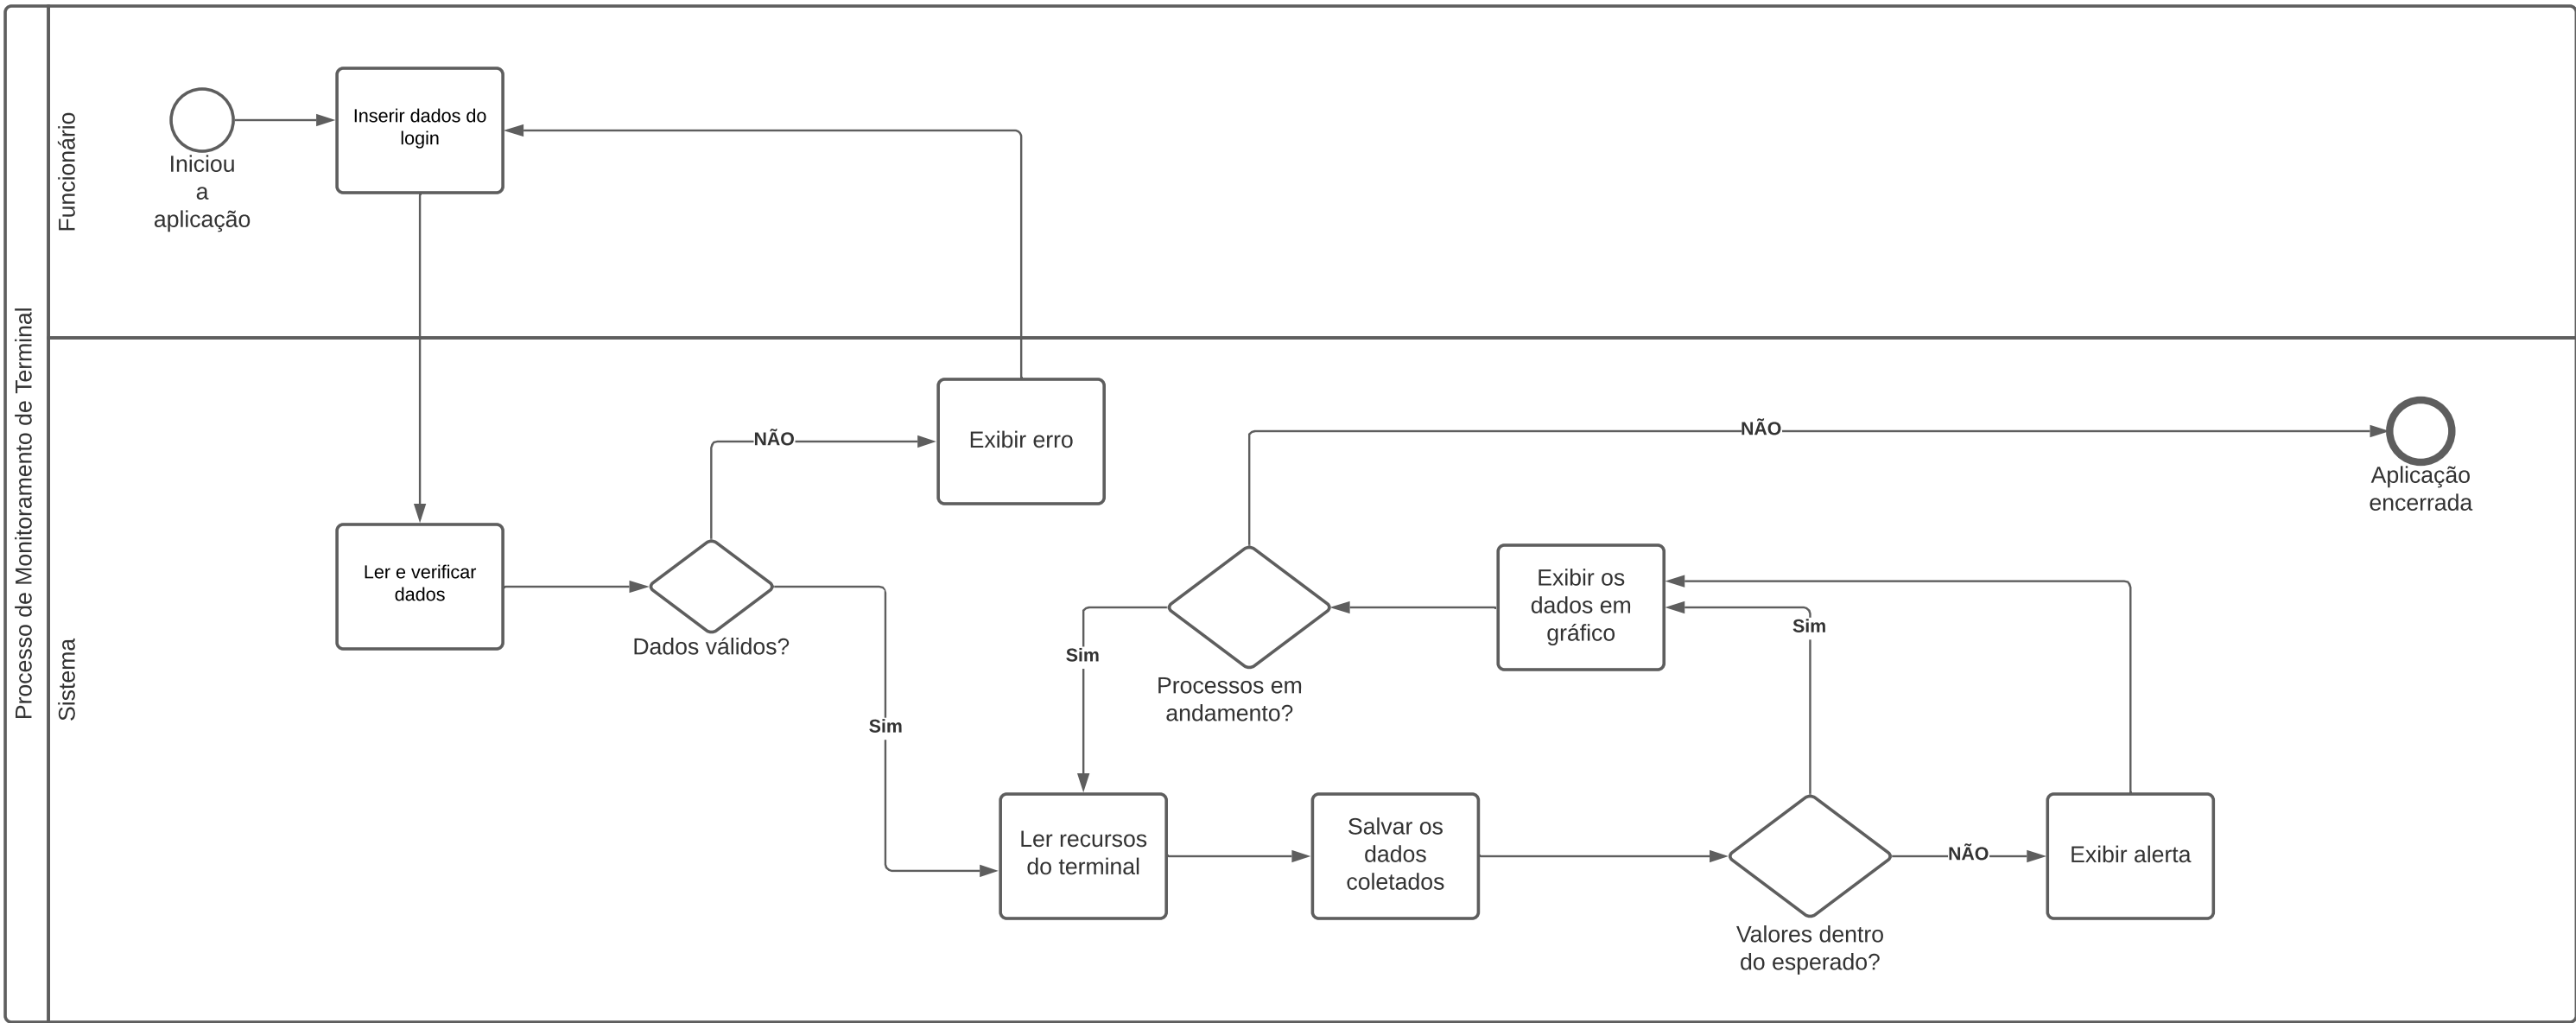 Processo de Monitoramento de Terminal
Funcionário
Iniciou
a
aplicação
Inserir dados do
login
Sistema
Ler e verificar
dados
Dados válidos?
NÃO
Exibir erro
Sim
Ler recursos
do terminal
Salvar os
dados
coletados
Valores dentro
do esperado?
NÃO
Exibir alerta
Sim
Exibir os
dados em
gráfico
Processos em
andamento?
Sim
NÃO
Aplicação
encerrada